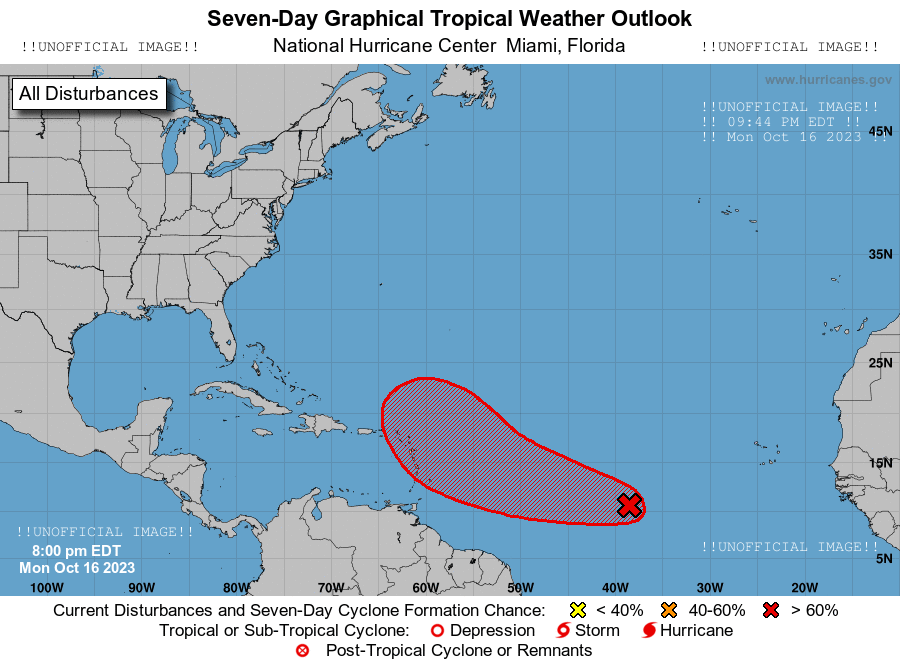 Seven-Day Graphical Tropical Weather Outlook
!!UNOFFICIAL IMAGE!! National Hurricane Center Miami, Florida !!UNOFFICIAL IMAGE!!
www.hurricanes.gov
All Disturbances
!!UNOFFICIAL IMAGE!!
!! 09:44 PM EDT !!
!! Mon Oct 16 2023 !!
45N
35N
25N
15N
!!UNOFFICIAL IMAGE!!
8:00 pm EDT
Mon Oct 16 2023
!!UNOFFICIAL IMAGE!!
5N
100W 90W 80W 70W 60W 50W 40W 30W 20W
Current Disturbances and Seven-Day Cyclone Formation Chance: < 40% 40-60% > 60%
Tropical or Sub-Tropical Cyclone: Depression Storm Hurricane
Post-Tropical Cyclone or Remnants